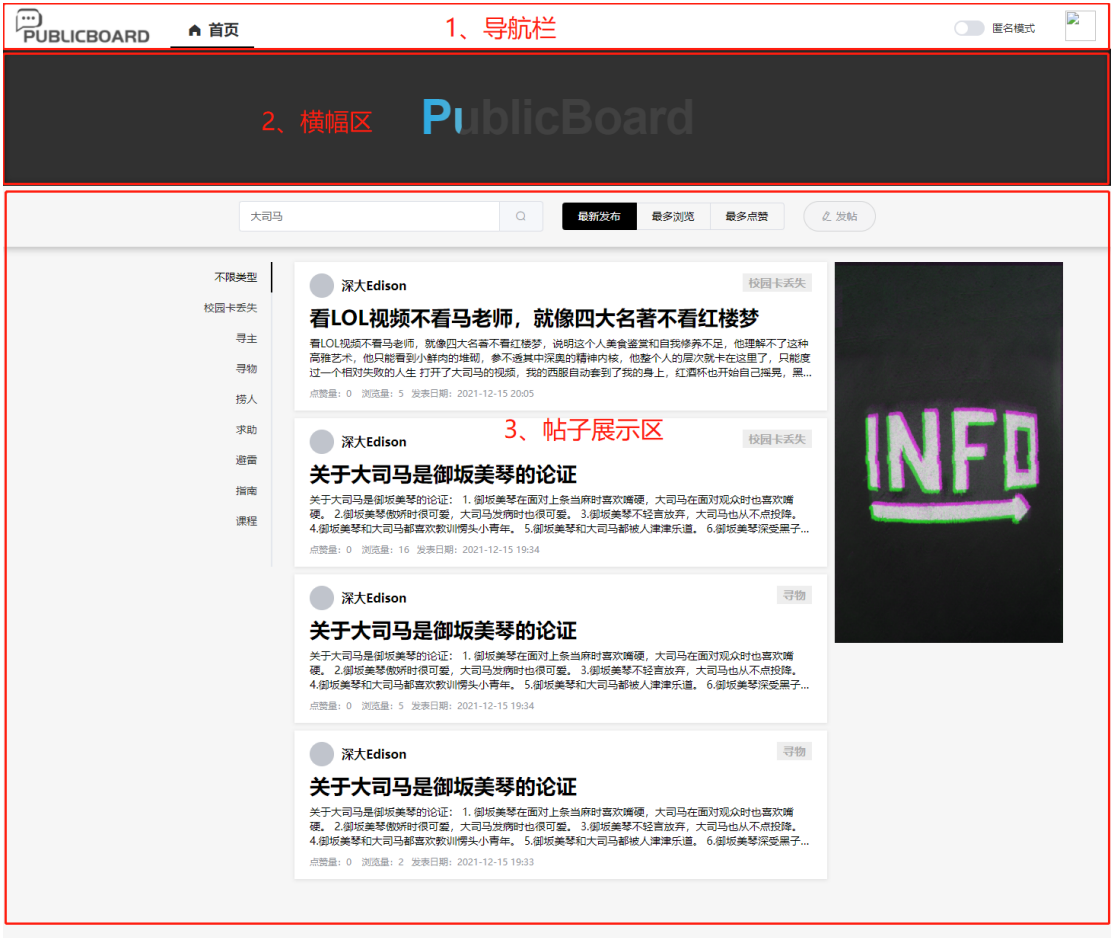 PUBLICBOARD
首页
1、导航栏
匿名模式
2、横幅区
PublicBoard
大司马
最新发布
最多浏览
最多点赞
发帖
不限类型
校园卡丢失
寻主
寻物
捞人
求助
避雷
指南
课程
深大Edison
校园卡丢失
看LOL视频不看马老师，就像四大名著不看红楼梦
看LOL视频不看马老师，就像四大名著不看红楼梦，说明这个人美食鉴赏和自我修养不足，他理解不了这种
高雅艺术，他只能看到小鲜肉的堆砌，参不透其中深奥的精神内核，他整个人的层次就卡在这里了，只能度
过一个相对失败的人生 打开了大司马的视频，我的西服自动套到了我的身上，红酒杯也开始自己摇晃，黑...
点赞量：0 浏览量：5 发表日期：2021-12-15 20:05
3、帖子展示区
深大Edison
校园卡丢失
关于大司马是御坂美琴的论证
关于大司马是御坂美琴的论证： 1. 御坂美琴在面对上条当麻时喜欢嘴硬，大司马在面对观众时也喜欢嘴
硬。 2.御坂美琴傲娇时很可爱，大司马发病时也很可爱。 3.御坂美琴不轻言放弃，大司马也从不点投降。
4.御坂美琴和大司马都喜欢教训愣头小青年。 5.御坂美琴和大司马都被人津津乐道。 6.御坂美琴深受黑子...
点赞量：0 浏览量：16 发表日期：2021-12-15 19:34
深大Edison
寻物
关于大司马是御坂美琴的论证
关于大司马是御坂美琴的论证： 1. 御坂美琴在面对上条当麻时喜欢嘴硬，大司马在面对观众时也喜欢嘴
硬。 2.御坂美琴傲娇时很可爱，大司马发病时也很可爱。 3.御坂美琴不轻言放弃，大司马也从不点投降。
4.御坂美琴和大司马都喜欢教训愣头小青年。 5.御坂美琴和大司马都被人津津乐道。 6.御坂美琴深受黑子...
点赞量：0 浏览量：5 发表日期：2021-12-15 19:34
深大Edison
寻物
关于大司马是御坂美琴的论证
关于大司马是御坂美琴的论证： 1. 御坂美琴在面对上条当麻时喜欢嘴硬，大司马在面对观众时也喜欢嘴
硬。 2.御坂美琴傲娇时很可爱，大司马发病时也很可爱。 3.御坂美琴不轻言放弃，大司马也从不点投降。
4.御坂美琴和大司马都喜欢教训愣头小青年。 5.御坂美琴和大司马都被人津津乐道。 6.御坂美琴深受黑子...
点赞量：0 浏览量：2 发表日期：2021-12-15 19:33
INFO